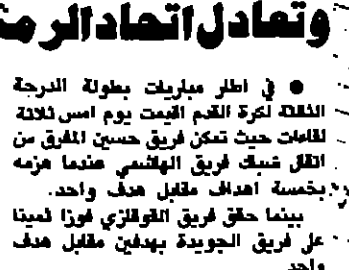 وتعادل اتحاد الرمث
● في اطار مباريات بطولة الدرجة
الثالثة لكرة القدم اقيمت يوم امس ثلاثة
لقاءات حيث تمكن فريق حسين المفرق من
اثقال شباك فريق الهاشمي عندما هزمه
بخمسة اهداف مقابل هدف واحد.
بينما حقق فريق القوقازي فوزا ثمينا
على فريق الجويدة بهدفين مقابل هدف
واحد